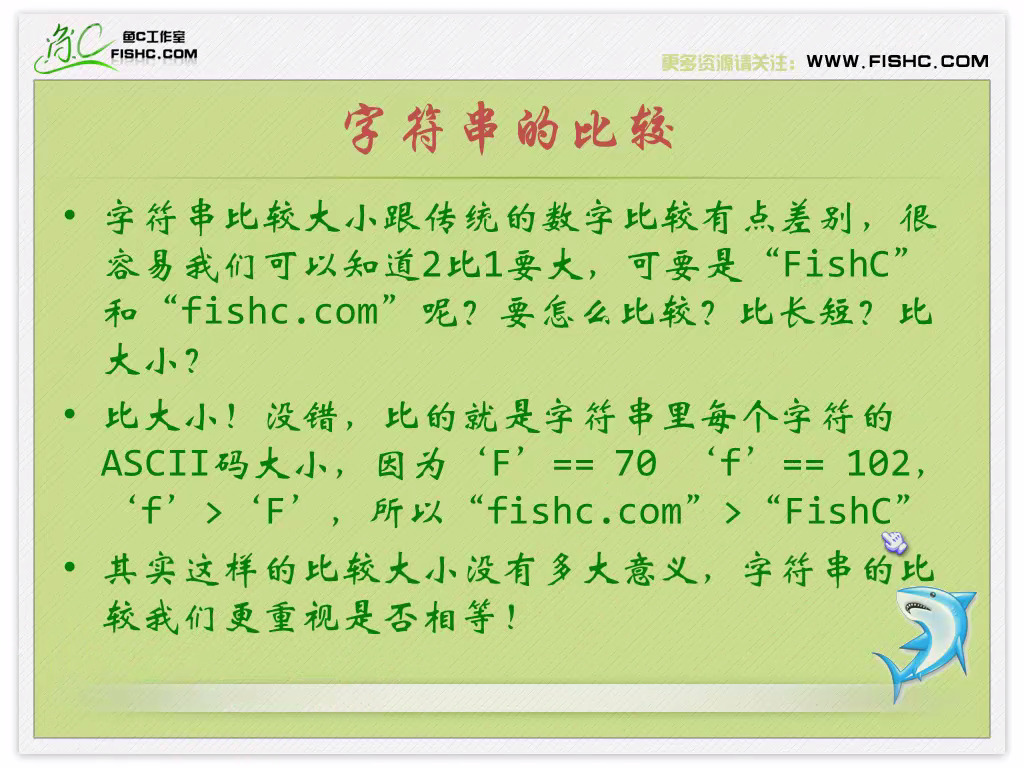 鱼C工作室
FISHC.COM
更多资源请关注：WWW.FISHC.COM
字符串的比较
• 字符串比较大小跟传统的数字比较有点差别，很
容易我们可以知道2比1要大，可要是“FishC”
和“fishc.com”呢？要怎么比较？比长短？比
大小？
• 比大小！没错，比的就是字符串里每个字符的
ASCII码大小，因为‘F’== 70 ‘f’== 102，
‘f’>‘F’，所以“fishc.com”>“FishC”
• 其实这样的比较大小没有多大意义，字符串的比
较我们更重视是否相等！